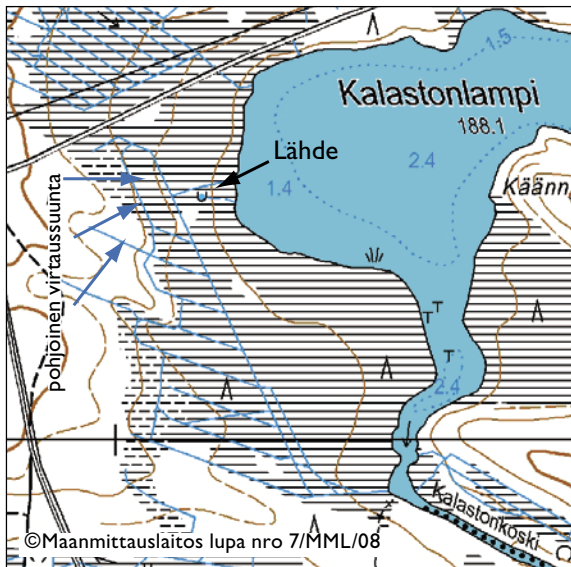 1.5
Kalastonlampi
188.1
Lähde
2.4
1.4
Käänn
pohjoinen virtaussuunta
2.4
Kalastonkoski
©Maanmittauslaitos lupa nro 7/MML/08